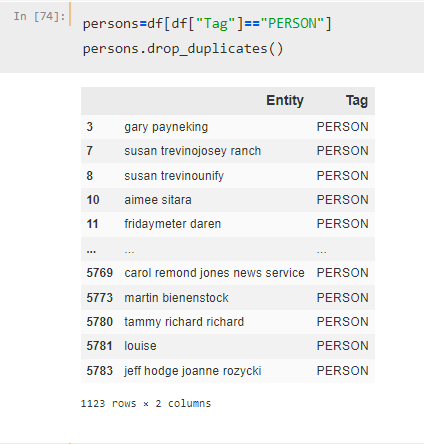 In [74]: persons=df[df["Tag"]=="PERSON"]
persons.drop_duplicates()
Entity Tag
3 gary payneking PERSON
7 susan trevinojosey ranch PERSON
8 susan trevinounify PERSON
10 aimee sitara PERSON
11 fridaymeter daren PERSON
... ... ...
5769 carol remond jones news service PERSON
5773 martin bienenstock PERSON
5780 tammy richard richard PERSON
5781 louise PERSON
5783 jeff hodge joanne rozycki PERSON
1123 rows × 2 columns